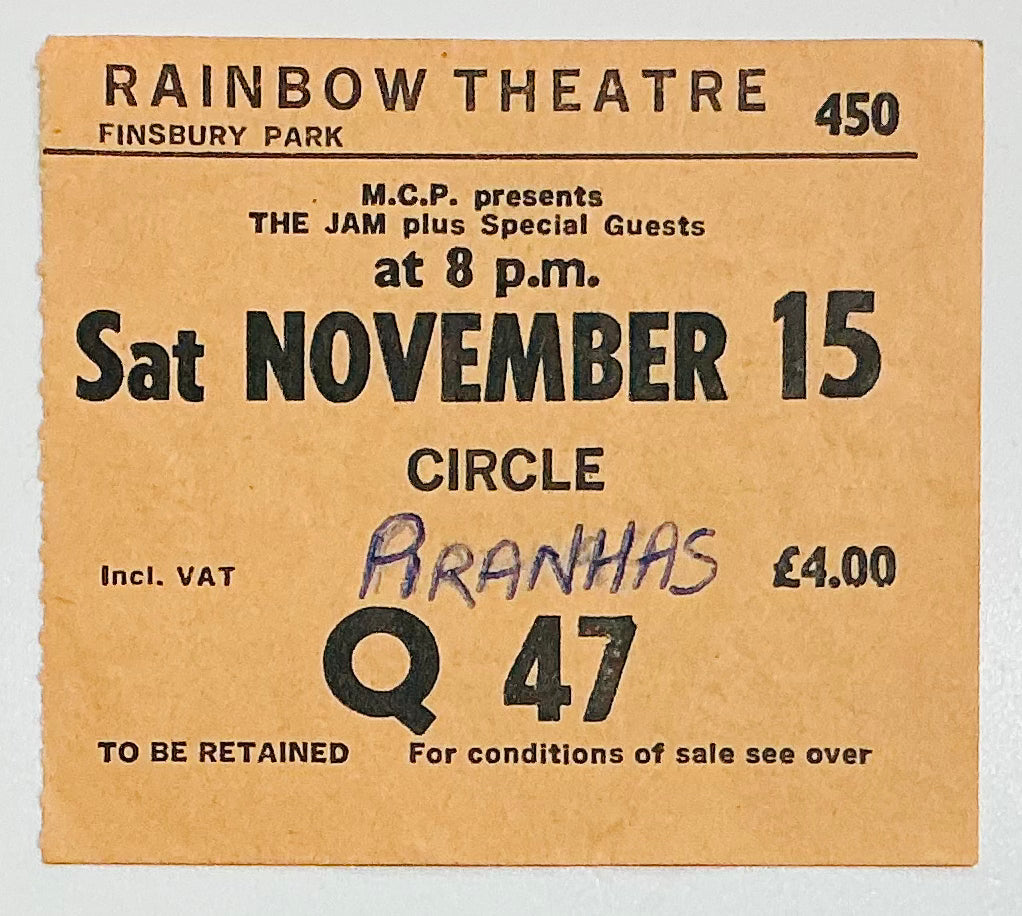 RAINBOW THEATRE
FINSBURY PARK
450
M.C.P. presents
THE JAM plus Special Guests
at 8 p.m.
Sat NOVEMBER 15
CIRCLE
PIRANHAS
Incl. VAT
£4.00
Q 47
TO BE RETAINED For conditions of sale see over